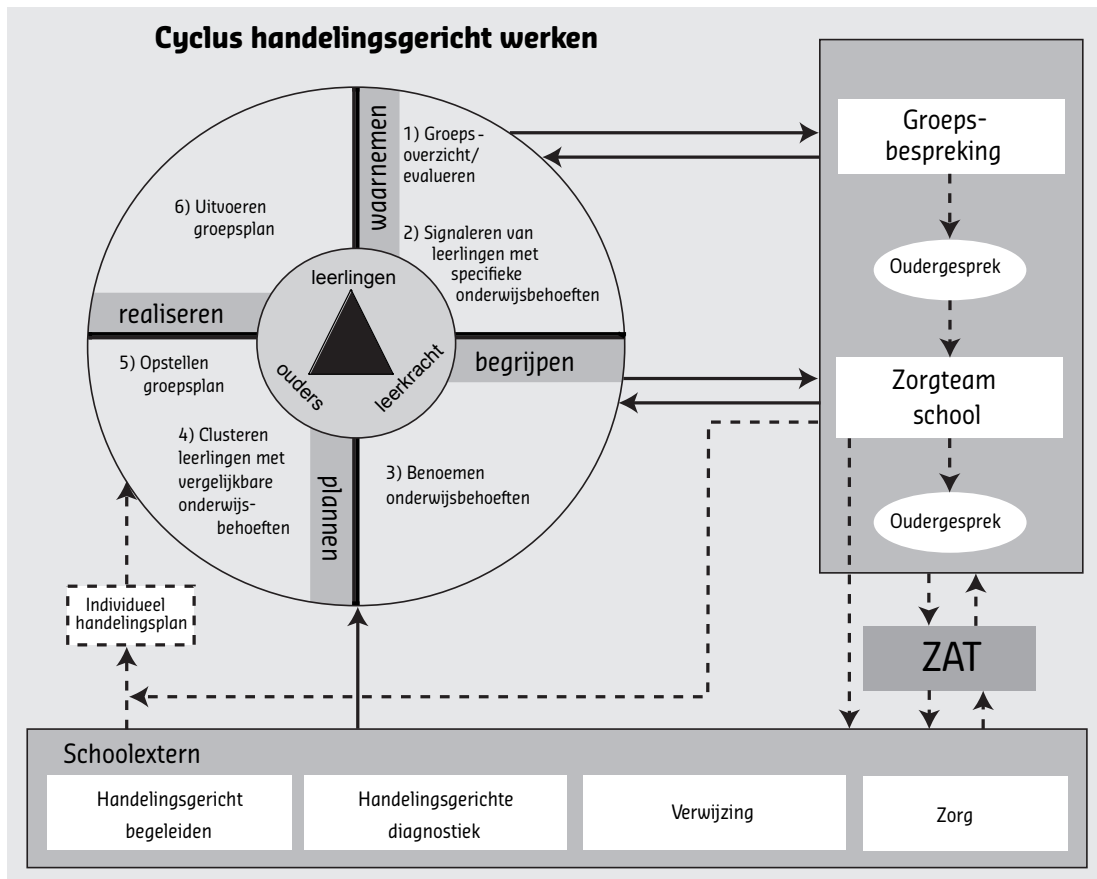 Cyclus handelingsgericht werken
waarnemen
1) Groeps-
overzicht/
evalueren
2) Signaleren van
leerlingen met
specifieke
onderwijsbehoeften
6) Uitvoeren
groepsplan
realiseren
leerlingen
ouders
leerkracht
begrijpen
5) Opstellen
groepsplan
4) Clusteren
leerlingen met
vergelijkbare
onderwijs-
behoeften
plannen
3) Benoemen
onderwijsbehoeften
Individueel
handelingsplan
Groeps-
bespreking
Oudergesprek
Zorgteam
school
Oudergesprek
ZAT
Schoolextern
Handelingsgericht
begeleiden
Handelingsgerichte
diagnostiek
Verwijzing
Zorg